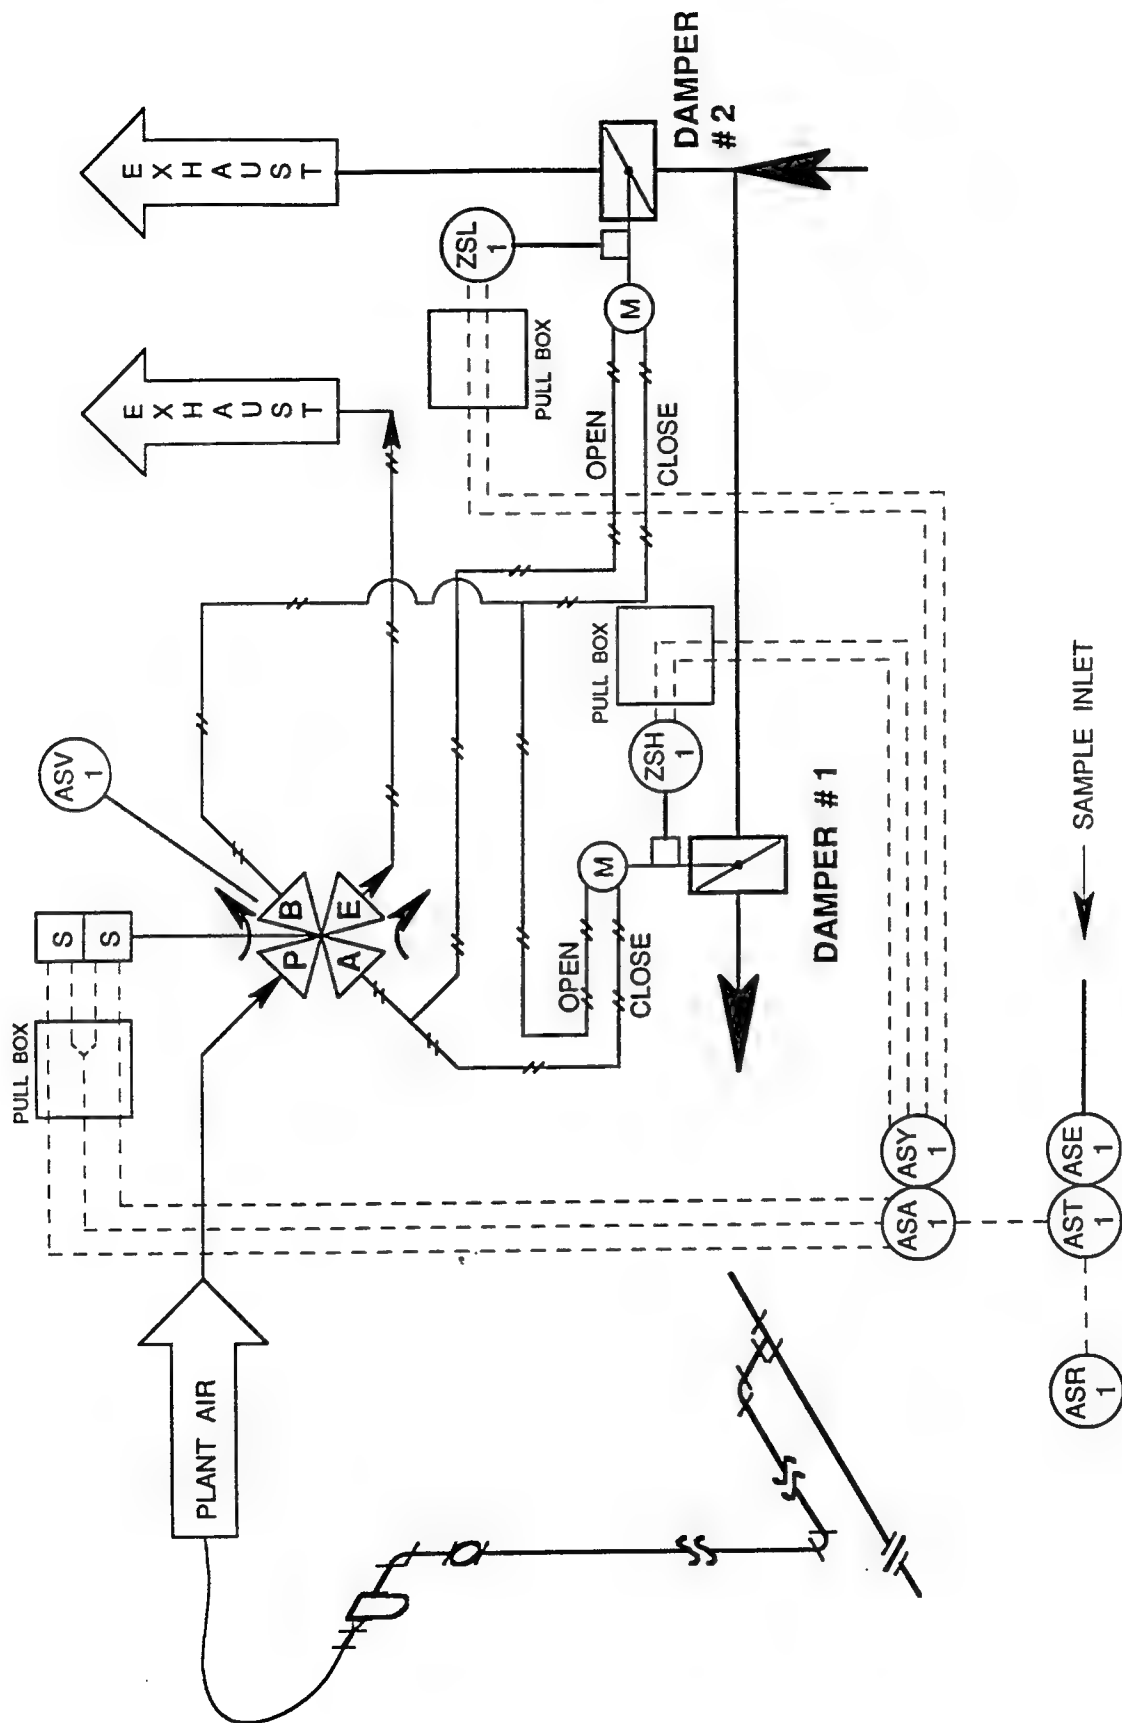 PULL BOX
S
S
ASV
1
PLANT AIR
P
B
A
E
EXHAUST
EXHAUST
ZSL
1
PULL BOX
M
OPEN
CLOSE
DAMPER
#2
PULL BOX
ZSH
1
M
OPEN
CLOSE
DAMPER #1
ASA
1
ASY
1
ASR
1
AST
1
ASE
1
SAMPLE INLET